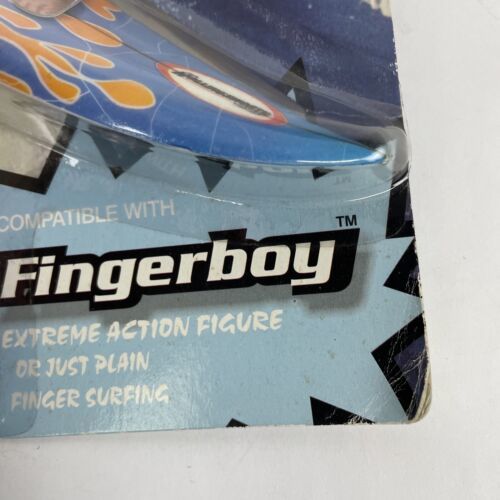 COMPATIBLE WITH
Fingerboy™
EXTREME ACTION FIGURE
OR JUST PLAIN
FINGER SURFING